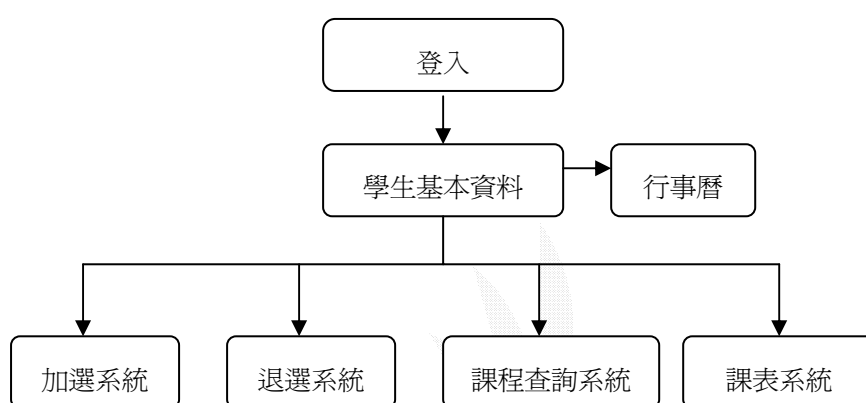 登入
學生基本資料
行事曆
加選系統
退選系統
課程查詢系統
課表系統